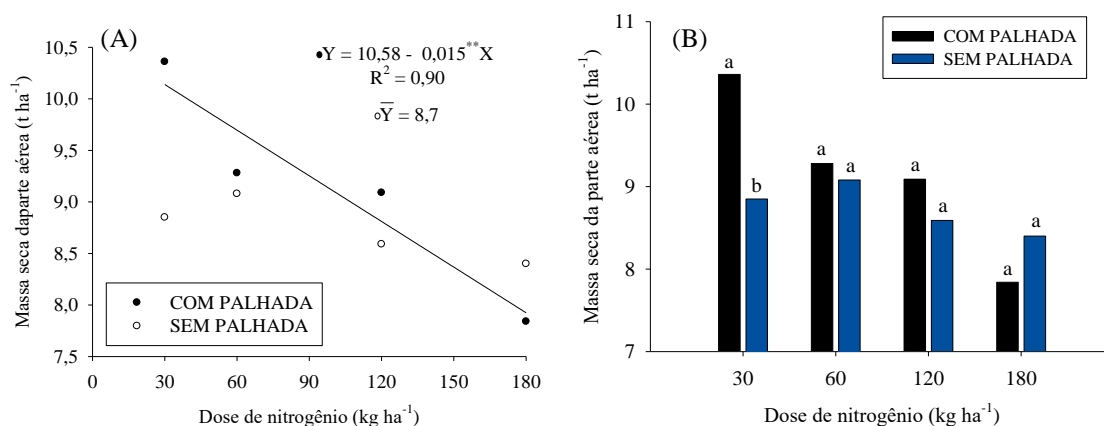 (A)
Y = 10,58 - 0,015**X
R² = 0,90
Y̅ = 8,7
Massa seca daparte aérea (t ha⁻¹)
10,5
10,0
9,5
9,0
8,5
8,0
7,5
COM PALHADA
SEM PALHADA
0 30 60 90 120 150 180
Dose de nitrogênio (kg ha⁻¹)
(B)
COM PALHADA
SEM PALHADA
Massa seca da parte aérea (t ha⁻¹)
11
10
9
8
7
a
b
a a
a
a
a
a
30 60 120 180
Dose de nitrogênio (kg ha⁻¹)